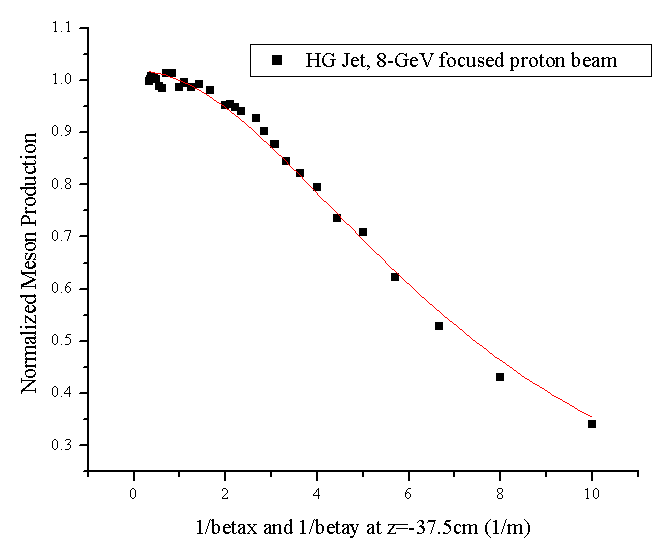 HG Jet, 8-GeV focused proton beam
1.1
1.0
0.9
0.8
0.7
0.6
0.5
0.4
0.3
Normalized Meson Production
0 2 4 6 8 10
1/betax and 1/betay at z=-37.5cm (1/m)